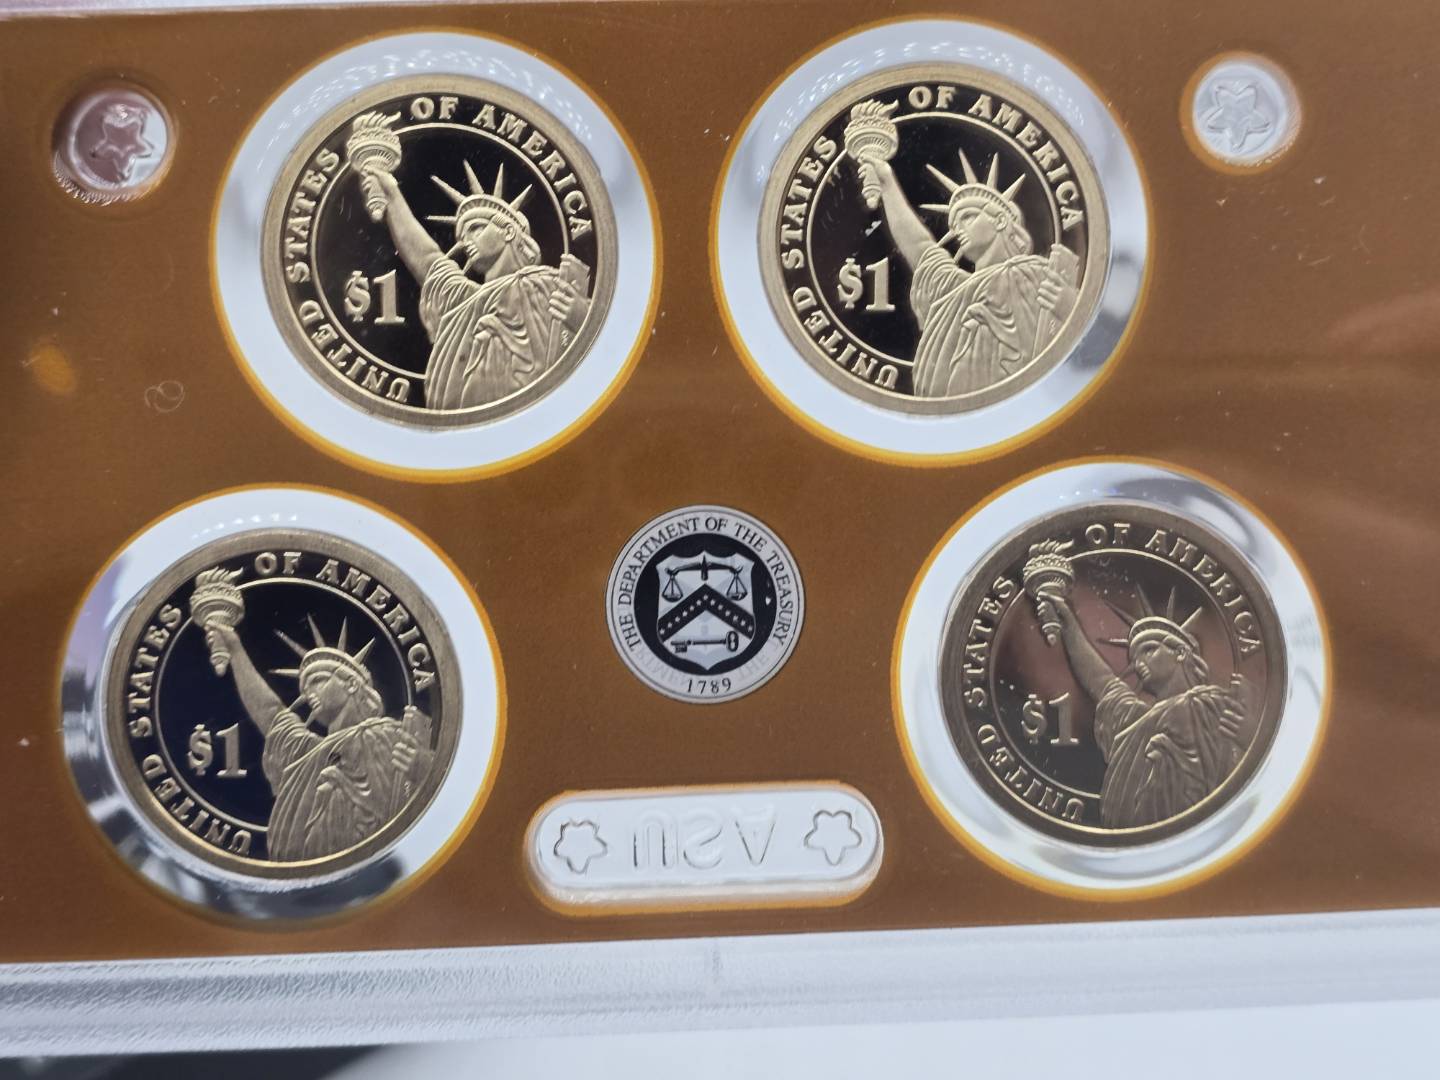 UNITED STATES OF AMERICA
$1
UNITED STATES OF AMERICA
$1
UNITED STATES OF AMERICA
$1
THE DEPARTMENT OF THE TREASURY
1789
UNITED STATES OF AMERICA
$1
USA